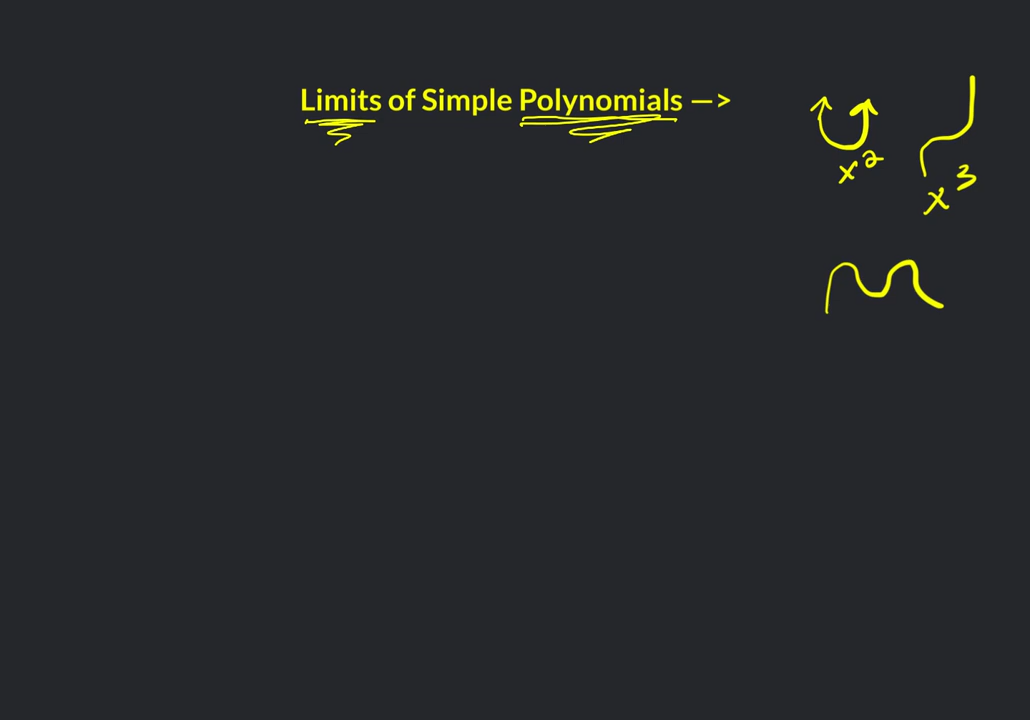 Limits of Simple Polynomials —>
x²
x³